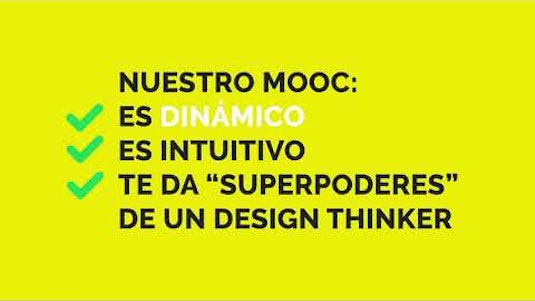 NUESTRO MOOC:
ES DINÁMICO
ES INTUITIVO
TE DA “SUPERPODERES”
DE UN DESIGN THINKER